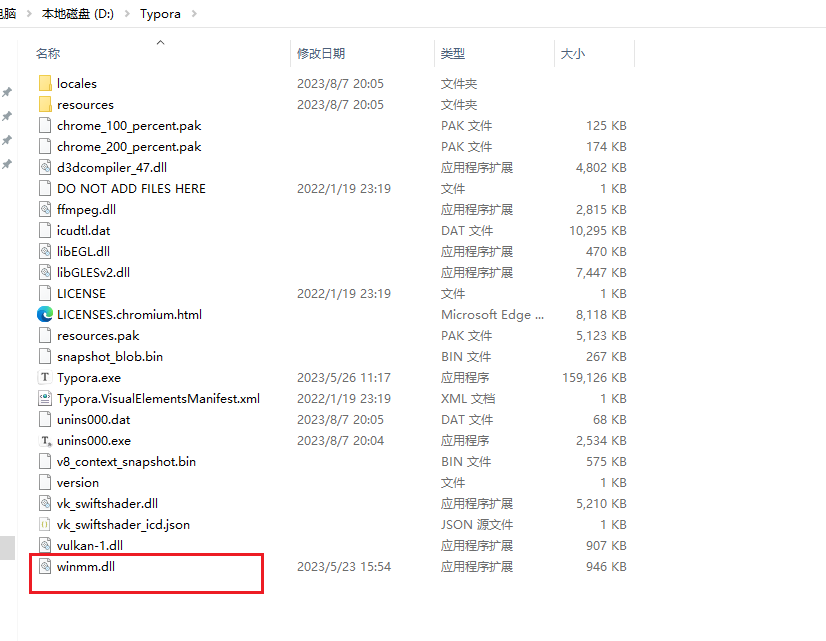 电脑 > 本地磁盘 (D:) > Typora >
名称 修改日期 类型 大小
locales 2023/8/7 20:05 文件夹
resources 2023/8/7 20:05 文件夹
chrome_100_percent.pak PAK 文件 125 KB
chrome_200_percent.pak PAK 文件 174 KB
d3dcompiler_47.dll 应用程序扩展 4,802 KB
DO NOT ADD FILES HERE 2022/1/19 23:19 文件 1 KB
ffmpeg.dll 应用程序扩展 2,815 KB
icudtl.dat DAT 文件 10,295 KB
libEGL.dll 应用程序扩展 470 KB
libGLESv2.dll 应用程序扩展 7,447 KB
LICENSE 2022/1/19 23:19 文件 1 KB
LICENSES.chromium.html Microsoft Edge ... 8,118 KB
resources.pak PAK 文件 5,123 KB
snapshot_blob.bin BIN 文件 267 KB
Typora.exe 2023/5/26 11:17 应用程序 159,126 KB
Typora.VisualElementsManifest.xml 2022/1/19 23:19 XML 文档 1 KB
unins000.dat 2023/8/7 20:05 DAT 文件 68 KB
unins000.exe 2023/8/7 20:04 应用程序 2,534 KB
v8_context_snapshot.bin BIN 文件 575 KB
version 文件 1 KB
vk_swiftshader.dll 应用程序扩展 5,210 KB
vk_swiftshader_icd.json JSON 源文件 1 KB
vulkan-1.dll 应用程序扩展 907 KB
winmm.dll 2023/5/23 15:54 应用程序扩展 946 KB